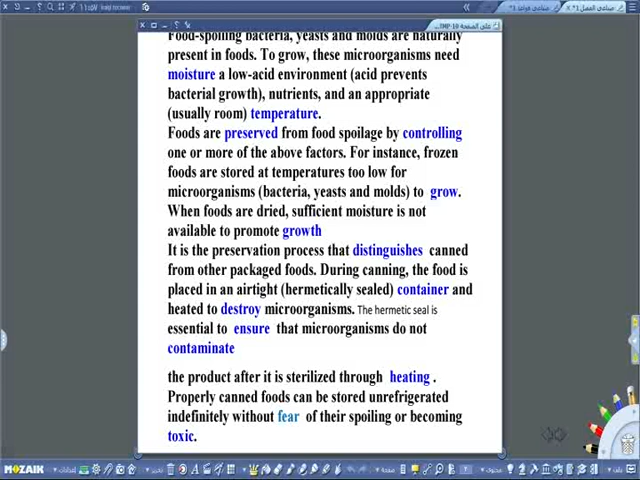 Food-spoiling bacteria, yeasts and molds are naturally
present in foods. To grow, these microorganisms need
moisture a low-acid environment (acid prevents
bacterial growth), nutrients, and an appropriate
(usually room) temperature.
Foods are preserved from food spoilage by controlling
one or more of the above factors. For instance, frozen
foods are stored at temperatures too low for
microorganisms (bacteria, yeasts and molds) to grow.
When foods are dried, sufficient moisture is not
available to promote growth
It is the preservation process that distinguishes canned
from other packaged foods. During canning, the food is
placed in an airtight (hermetically sealed) container and
heated to destroy microorganisms. The hermetic seal is
essential to ensure that microorganisms do not
contaminate
the product after it is sterilized through heating .
Properly canned foods can be stored unrefrigerated
indefinitely without fear of their spoiling or becoming
toxic.
MOZAIK